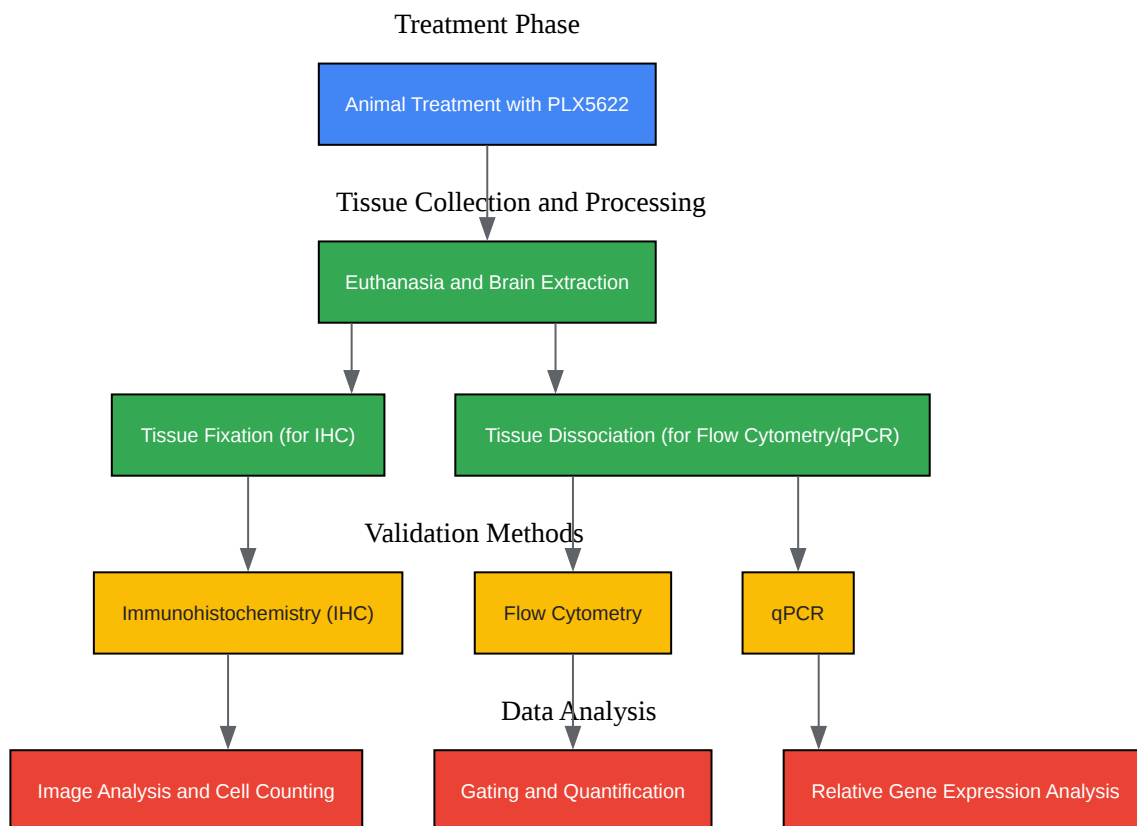 Treatment Phase
Animal Treatment with PLX5622
Tissue Collection and Processing
Euthanasia and Brain Extraction
Tissue Fixation (for IHC)
Tissue Dissociation (for Flow Cytometry/qPCR)
Validation Methods
Immunohistochemistry (IHC)
Flow Cytometry
qPCR
Data Analysis
Image Analysis and Cell Counting
Gating and Quantification
Relative Gene Expression Analysis